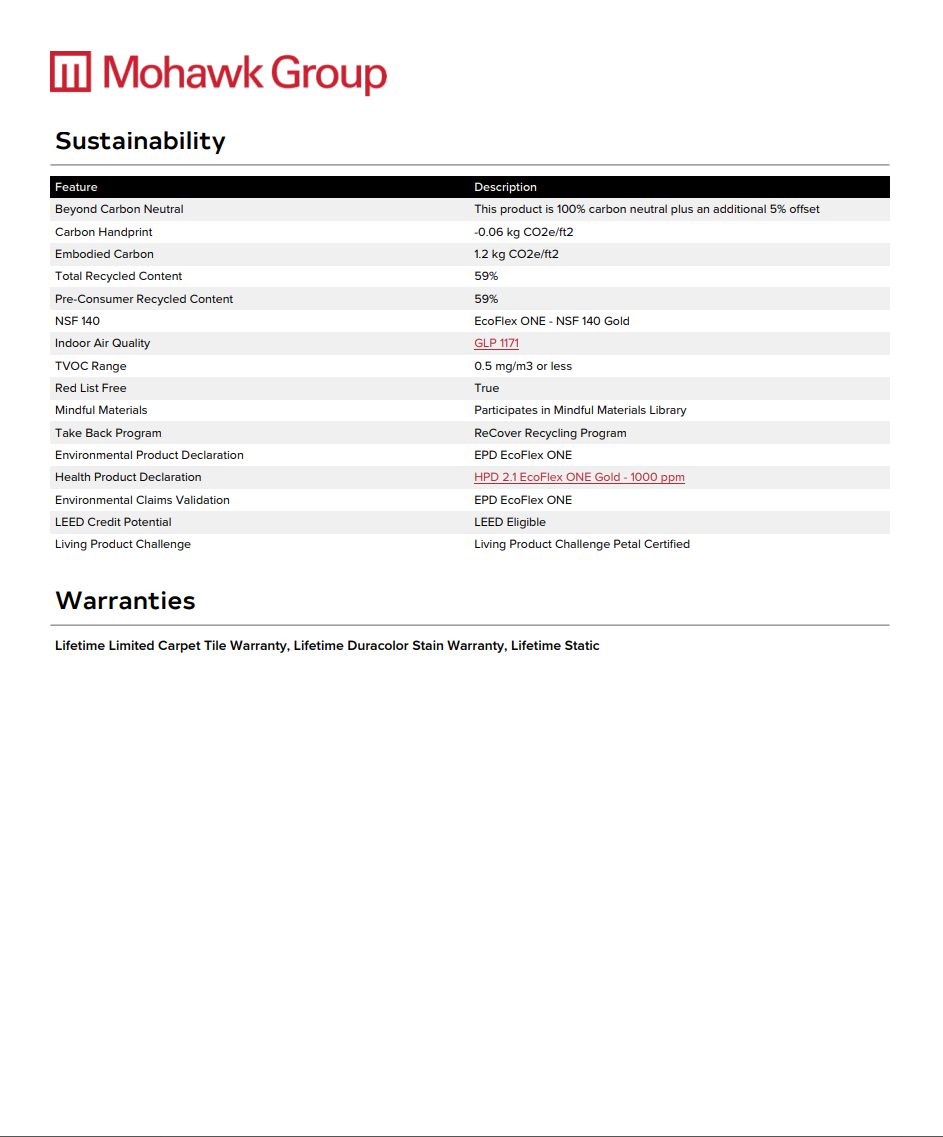 Mohawk Group
Sustainability
Feature Description
Beyond Carbon Neutral This product is 100% carbon neutral plus an additional 5% offset
Carbon Handprint -0.06 kg CO2e/ft2
Embodied Carbon 1.2 kg CO2e/ft2
Total Recycled Content 59%
Pre-Consumer Recycled Content 59%
NSF 140 EcoFlex ONE - NSF 140 Gold
Indoor Air Quality GLP 1171
TVOC Range 0.5 mg/m3 or less
Red List Free True
Mindful Materials Participates in Mindful Materials Library
Take Back Program ReCover Recycling Program
Environmental Product Declaration EPD EcoFlex ONE
Health Product Declaration HPD 2.1 EcoFlex ONE Gold - 1000 ppm
Environmental Claims Validation EPD EcoFlex ONE
LEED Credit Potential LEED Eligible
Living Product Challenge Living Product Challenge Petal Certified
Warranties
Lifetime Limited Carpet Tile Warranty, Lifetime Duracolor Stain Warranty, Lifetime Static